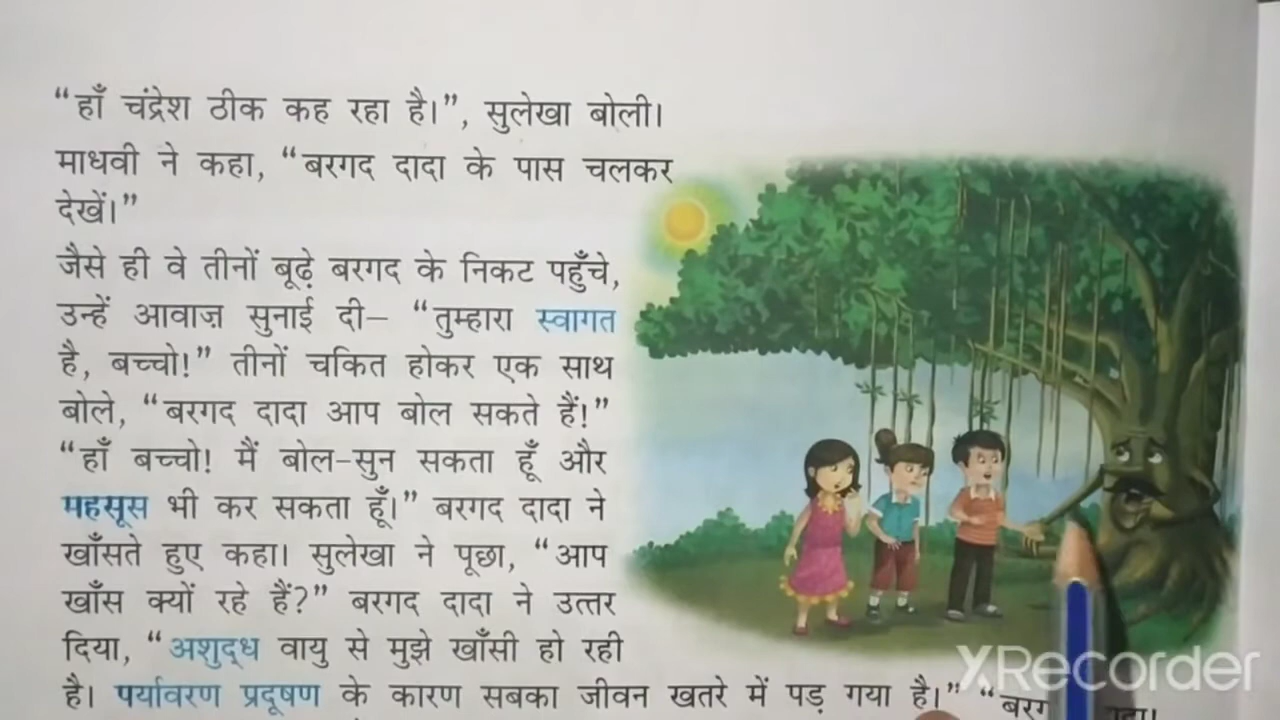 “हाँ चंद्रेश ठीक कह रहा है।”, सुलेखा बोली।
माधवी ने कहा, “बरगद दादा के पास चलकर
देखें।”
जैसे ही वे तीनों बूढ़े बरगद के निकट पहुँचे,
उन्हें आवाज़ सुनाई दी– “तुम्हारा स्वागत
है, बच्चो!” तीनों चकित होकर एक साथ
बोले, “बरगद दादा आप बोल सकते हैं!”
“हाँ बच्चो! मैं बोल-सुन सकता हूँ और
महसूस भी कर सकता हूँ।” बरगद दादा ने
खाँसते हुए कहा। सुलेखा ने पूछा, “आप
खाँस क्यों रहे हैं?” बरगद दादा ने उत्तर
दिया, “अशुद्ध वायु से मुझे खाँसी हो रही
है। पर्यावरण प्रदूषण के कारण सबका जीवन खतरे में पड़ गया है।”
XRecorder